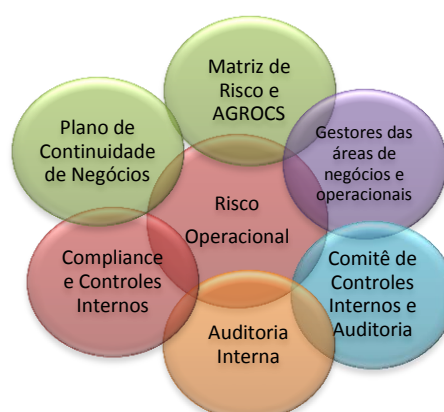 Matriz de
Risco e
AGROCS
Gestores das
áreas de
negócios e
operacionais
Comitê de
Controles
Internos e
Auditoria
Auditoria
Interna
Compliance
e Controles
Internos
Plano de
Continuidade
de Negócios
Risco
Operacional